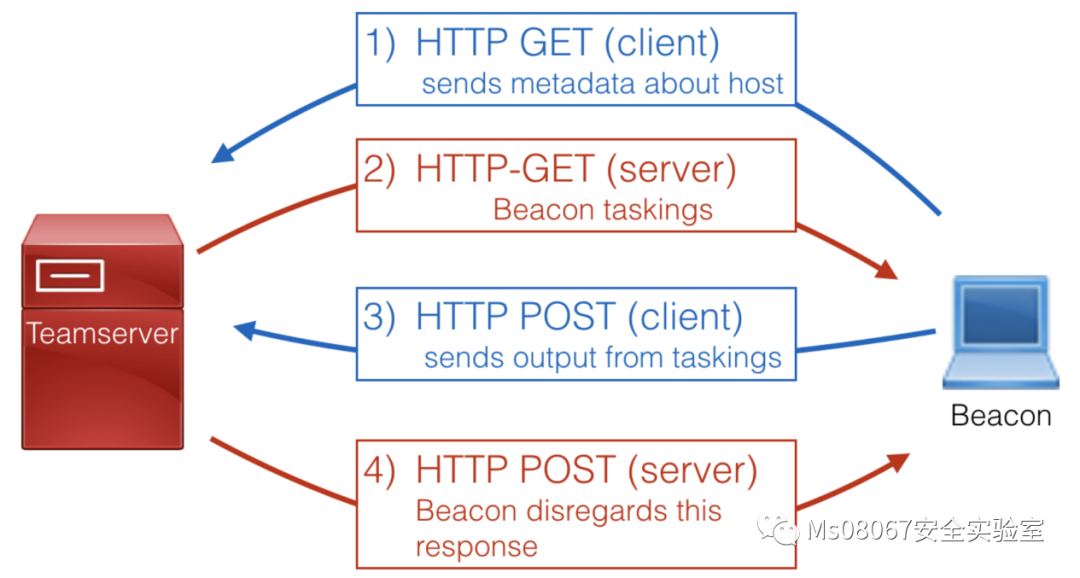 1) HTTP GET (client)
sends metadata about host
2) HTTP-GET (server)
Beacon taskings
Teamserver
3) HTTP POST (client)
sends output from taskings
Beacon
4) HTTP POST (server)
Beacon disregards this
response
Ms08067安全实验室